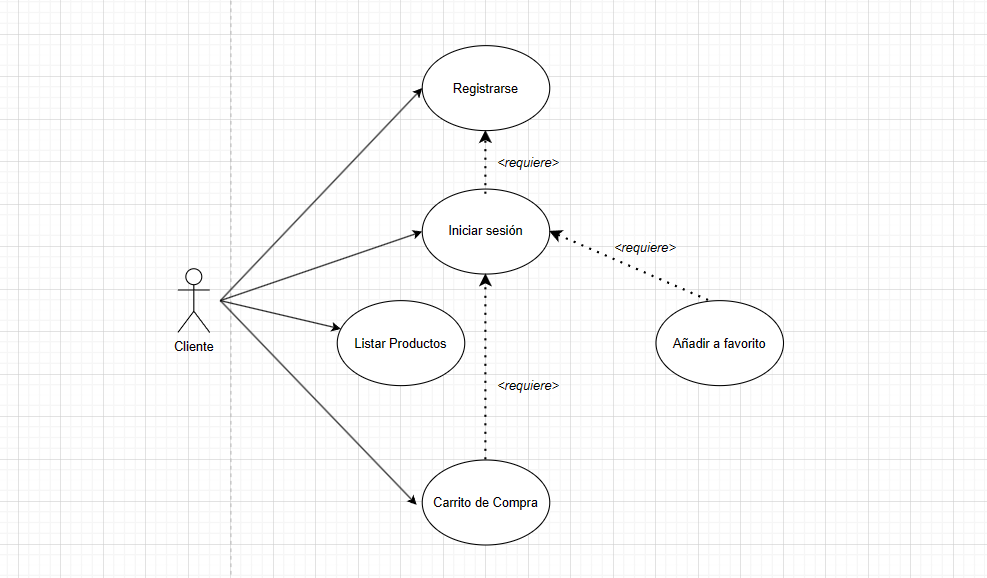 Registrarse
<requiere>
Iniciar sesión
<requiere>
Cliente
Listar Productos
Añadir a favorito
<requiere>
Carrito de Compra